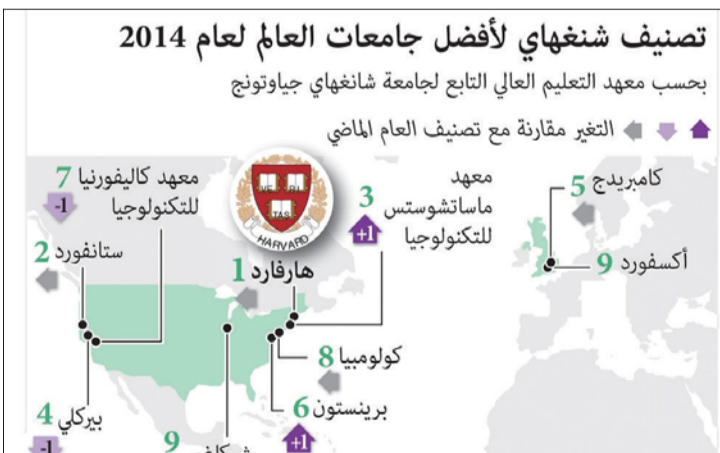 تصنيف شنغهاي لأفضل جامعات العالم لعام 2014
بحسب معهد التعليم العالي التابع لجامعة شانغهاي جياوتونج
التغير مقارنة مع تصنيف العام الماضي
كامبريدج 5
أكسفورد 9
معهد
ماساتشوستس 3
للتكنولوجيا
+1
VE RI
TAS
HARVARD
هارفارد 1
معهد كاليفورنيا 7
للتكنولوجيا
-1
ستانفورد 2
كولومبيا 8
برينستون 6
+1
بيركلي 4
-1
9